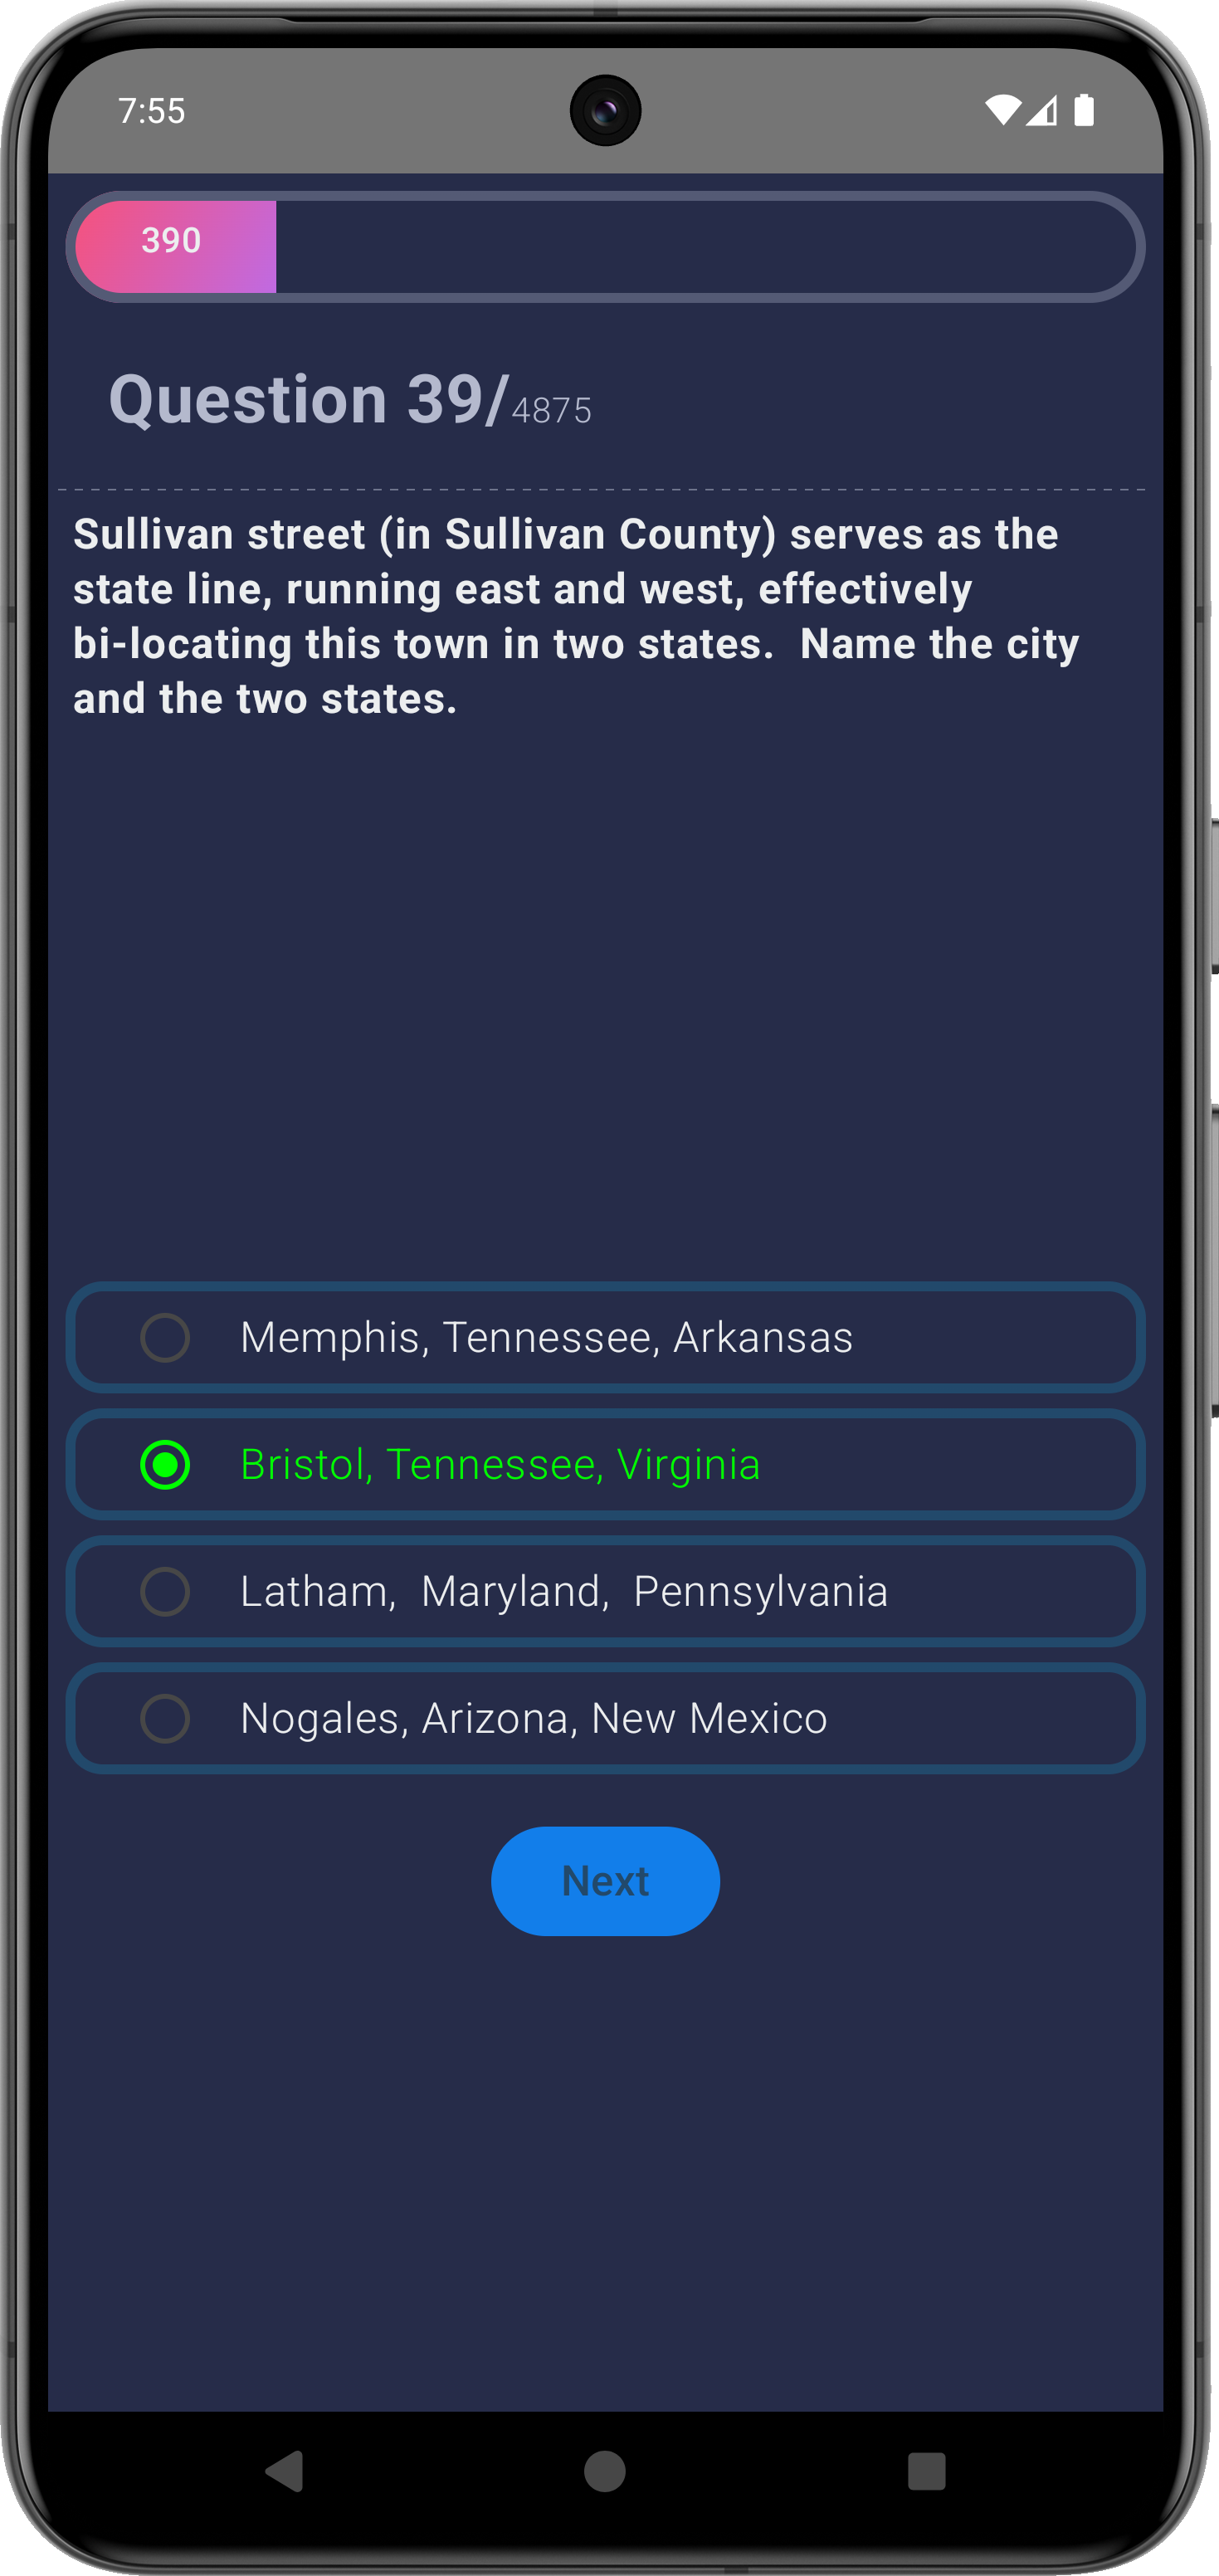 7:55
390
Question 39/4875
Sullivan street (in Sullivan County) serves as the
state line, running east and west, effectively
bi-locating this town in two states.  Name the city
and the two states.
Memphis, Tennessee, Arkansas
Bristol, Tennessee, Virginia
Latham,  Maryland,  Pennsylvania
Nogales, Arizona, New Mexico
Next